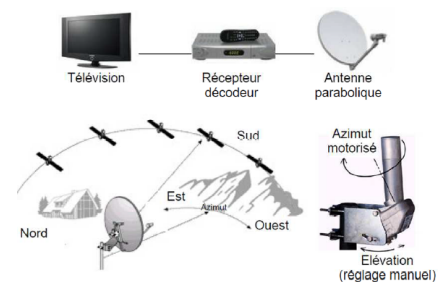 Télévision
Récepteur
décodeur
Antenne
parabolique
Sud
Azimut
motorisé
Est
Azimut
Ouest
Nord
Elévation
(réglage manuel)